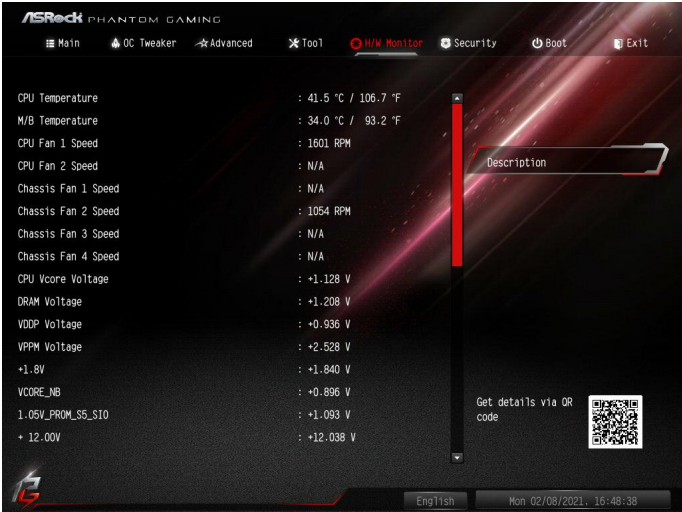 ASRock PHANTOM GAMING
Main OC Tweaker Advanced Tool H/W Monitor Security Boot Exit
CPU Temperature : 41.5 °C / 106.7 °F
M/B Temperature : 34.0 °C / 93.2 °F
CPU Fan 1 Speed : 1601 RPM
CPU Fan 2 Speed : N/A
Chassis Fan 1 Speed : N/A
Chassis Fan 2 Speed : 1054 RPM
Chassis Fan 3 Speed : N/A
Chassis Fan 4 Speed : N/A
CPU Vcore Voltage : +1.128 V
DRAM Voltage : +1.208 V
VDDP Voltage : +0.936 V
VPPM Voltage : +2.528 V
+1.8V : +1.840 V
VCORE_NB : +0.896 V
1.05V_PROM_S5_SIO : +1.093 V
+ 12.00V : +12.038 V
Description
Get details via QR
code
English
Mon 02/08/2021. 16:48:38